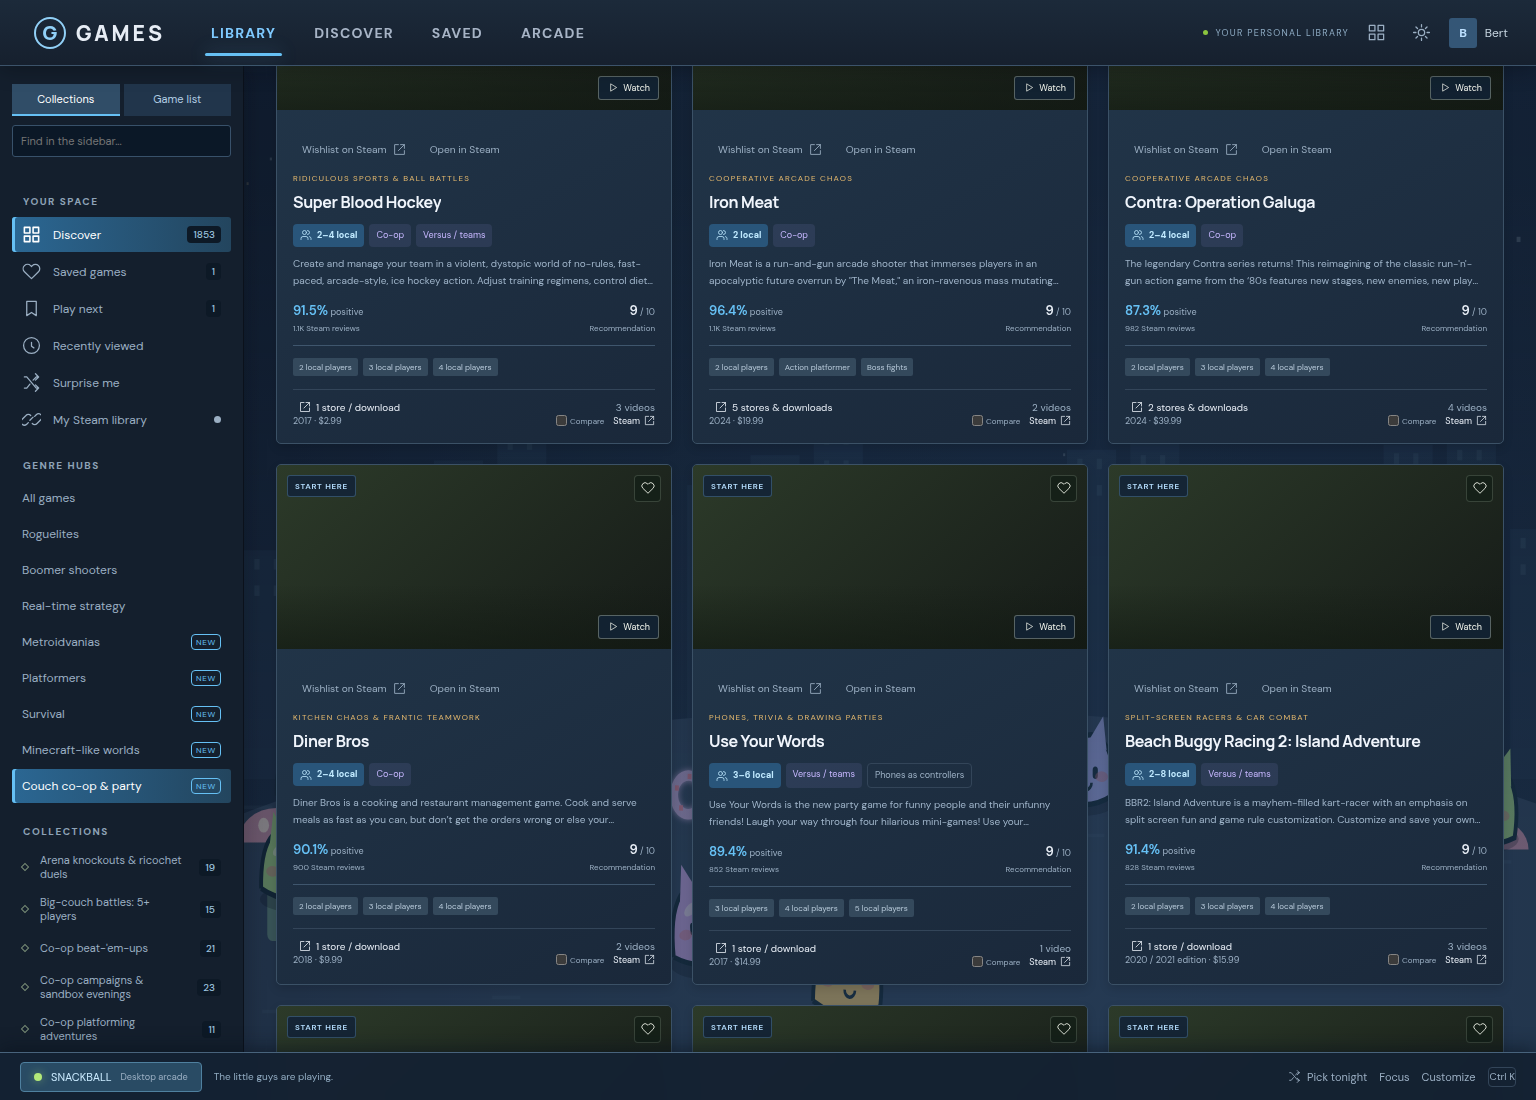 G GAMES
LIBRARY
DISCOVER
SAVED
ARCADE
YOUR PERSONAL LIBRARY
B
Bert
Collections
Game list
Find in the sidebar...
YOUR SPACE
Discover 1853
Saved games 1
Play next 1
Recently viewed
Surprise me
My Steam library
GENRE HUBS
All games
Roguelites
Boomer shooters
Real-time strategy
Metroidvanias NEW
Platformers NEW
Survival NEW
Minecraft-like worlds NEW
Couch co-op & party NEW
COLLECTIONS
Arena knockouts & ricochet
duels 19
Big-couch battles: 5+
players 15
Co-op beat-'em-ups 21
Co-op campaigns &
sandbox evenings 23
Co-op platforming
adventures 11
Watch
Wishlist on Steam Open in Steam
RIDICULOUS SPORTS & BALL BATTLES
Super Blood Hockey
2–4 local Co-op Versus / teams
Create and manage your team in a violent, dystopic world of no-rules, fast-
paced, arcade-style, ice hockey action. Adjust training regimens, control diet...
91.5% positive 9 / 10
1.1K Steam reviews Recommendation
2 local players 3 local players 4 local players
1 store / download 3 videos
2017 · $2.99 Compare Steam
Watch
Wishlist on Steam Open in Steam
COOPERATIVE ARCADE CHAOS
Iron Meat
2 local Co-op
Iron Meat is a run-and-gun arcade shooter that immerses players in an
apocalyptic future overrun by "The Meat," an iron-ravenous mass mutating...
96.4% positive 9 / 10
1.1K Steam reviews Recommendation
2 local players Action platformer Boss fights
5 stores & downloads 2 videos
2024 · $19.99 Compare Steam
Watch
Wishlist on Steam Open in Steam
COOPERATIVE ARCADE CHAOS
Contra: Operation Galuga
2–4 local Co-op
The legendary Contra series returns! This reimagining of the classic run-'n'-
gun action game from the '80s features new stages, new enemies, new play...
87.3% positive 9 / 10
982 Steam reviews Recommendation
2 local players 3 local players 4 local players
2 stores & downloads 4 videos
2024 · $39.99 Compare Steam
START HERE
Watch
Wishlist on Steam Open in Steam
KITCHEN CHAOS & FRANTIC TEAMWORK
Diner Bros
2–4 local Co-op
Diner Bros is a cooking and restaurant management game. Cook and serve
meals as fast as you can, but don't get the orders wrong or else your...
90.1% positive 9 / 10
900 Steam reviews Recommendation
2 local players 3 local players 4 local players
1 store / download 2 videos
2018 · $9.99 Compare Steam
START HERE
Watch
Wishlist on Steam Open in Steam
PHONES, TRIVIA & DRAWING PARTIES
Use Your Words
3–6 local Versus / teams Phones as controllers
Use Your Words is the new party game for funny people and their unfunny
friends! Laugh your way through four hilarious mini-games! Use your...
89.4% positive 9 / 10
852 Steam reviews Recommendation
3 local players 4 local players 5 local players
1 store / download 1 video
2017 · $14.99 Compare Steam
START HERE
Watch
Wishlist on Steam Open in Steam
SPLIT-SCREEN RACERS & CAR COMBAT
Beach Buggy Racing 2: Island Adventure
2–8 local Versus / teams
BBR2: Island Adventure is a mayhem-filled kart-racer with an emphasis on
split screen fun and game rule customization. Customize and save your own...
91.4% positive 9 / 10
828 Steam reviews Recommendation
2 local players 3 local players 4 local players
1 store / download 3 videos
2020 / 2021 edition · $15.99 Compare Steam
START HERE
START HERE
START HERE
SNACKBALL Desktop arcade
The little guys are playing.
Pick tonight
Focus
Customize
Ctrl K